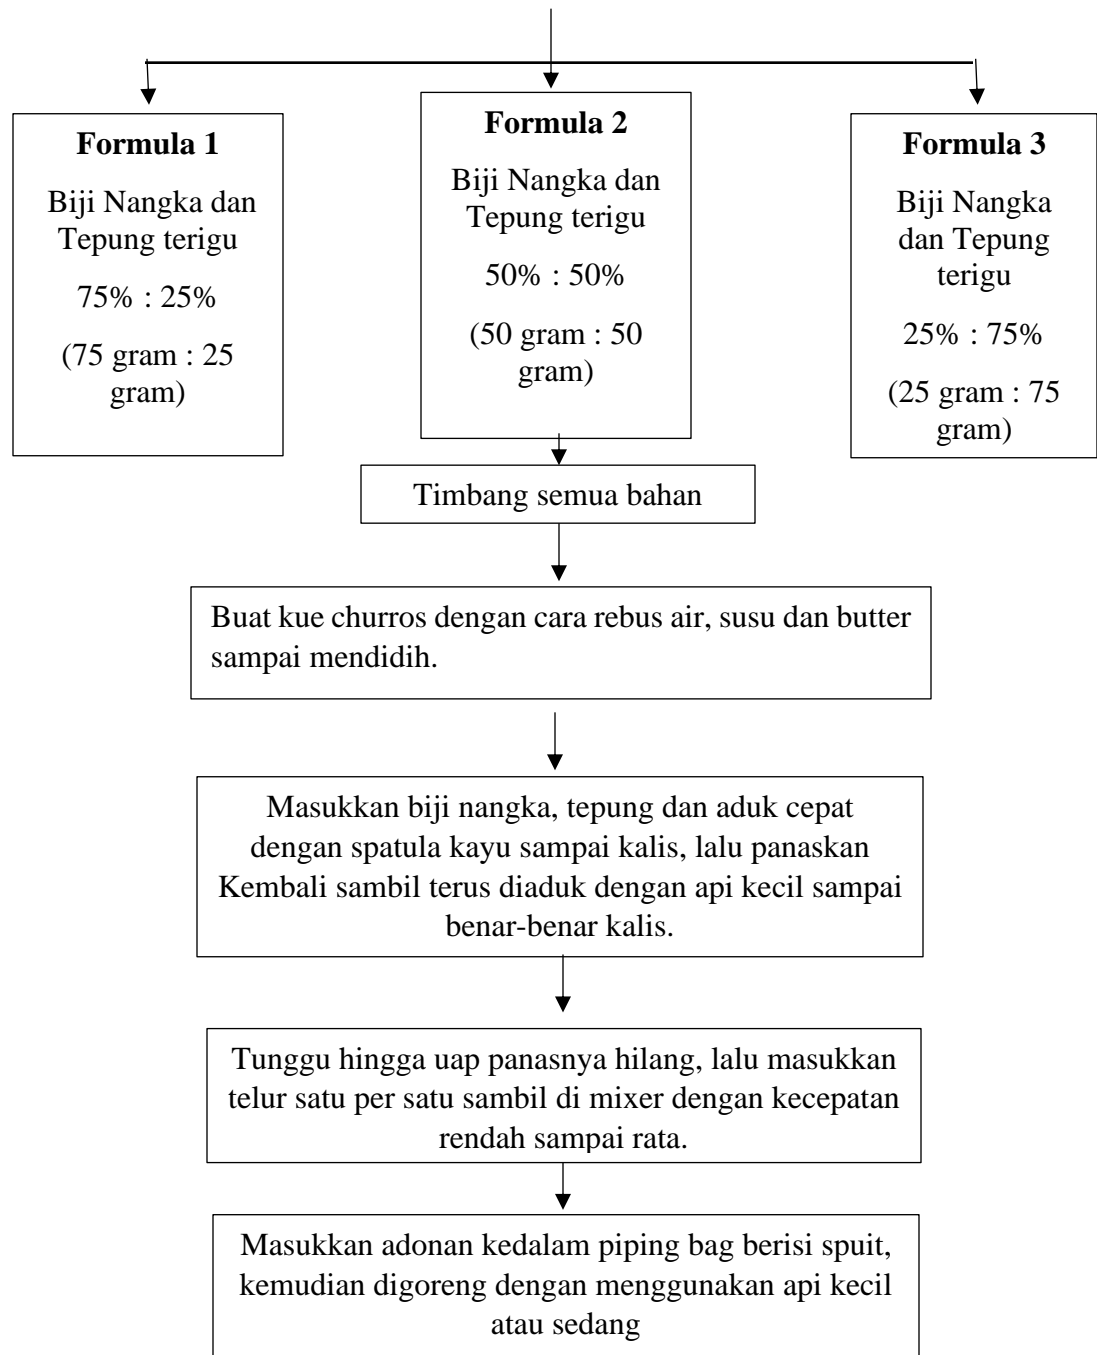 Formula 1
Biji Nangka dan
Tepung terigu
75% : 25%
(75 gram : 25
gram)
Formula 2
Biji Nangka dan
Tepung terigu
50% : 50%
(50 gram : 50
gram)
Formula 3
Biji Nangka
dan Tepung
terigu
25% : 75%
(25 gram : 75
gram)
Timbang semua bahan
Buat kue churros dengan cara rebus air, susu dan butter
sampai mendidih.
Masukkan biji nangka, tepung dan aduk cepat
dengan spatula kayu sampai kalis, lalu panaskan
Kembali sambil terus diaduk dengan api kecil sampai
benar-benar kalis.
Tunggu hingga uap panasnya hilang, lalu masukkan
telur satu per satu sambil di mixer dengan kecepatan
rendah sampai rata.
Masukkan adonan kedalam piping bag berisi spuit,
kemudian digoreng dengan menggunakan api kecil
atau sedang